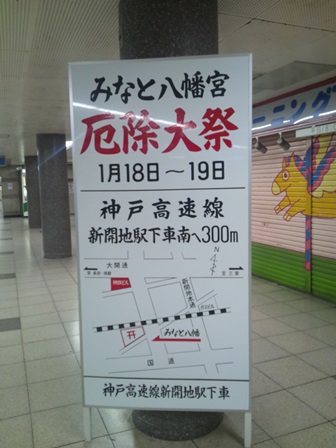 みなと八幡宮
厄除大祭
1月18日〜19日
神戸高速線
新開地駅下車南へ300m
N
大開通
新開地本通
みなと八幡
国道
神戸高速線新開地駅下車
ニング